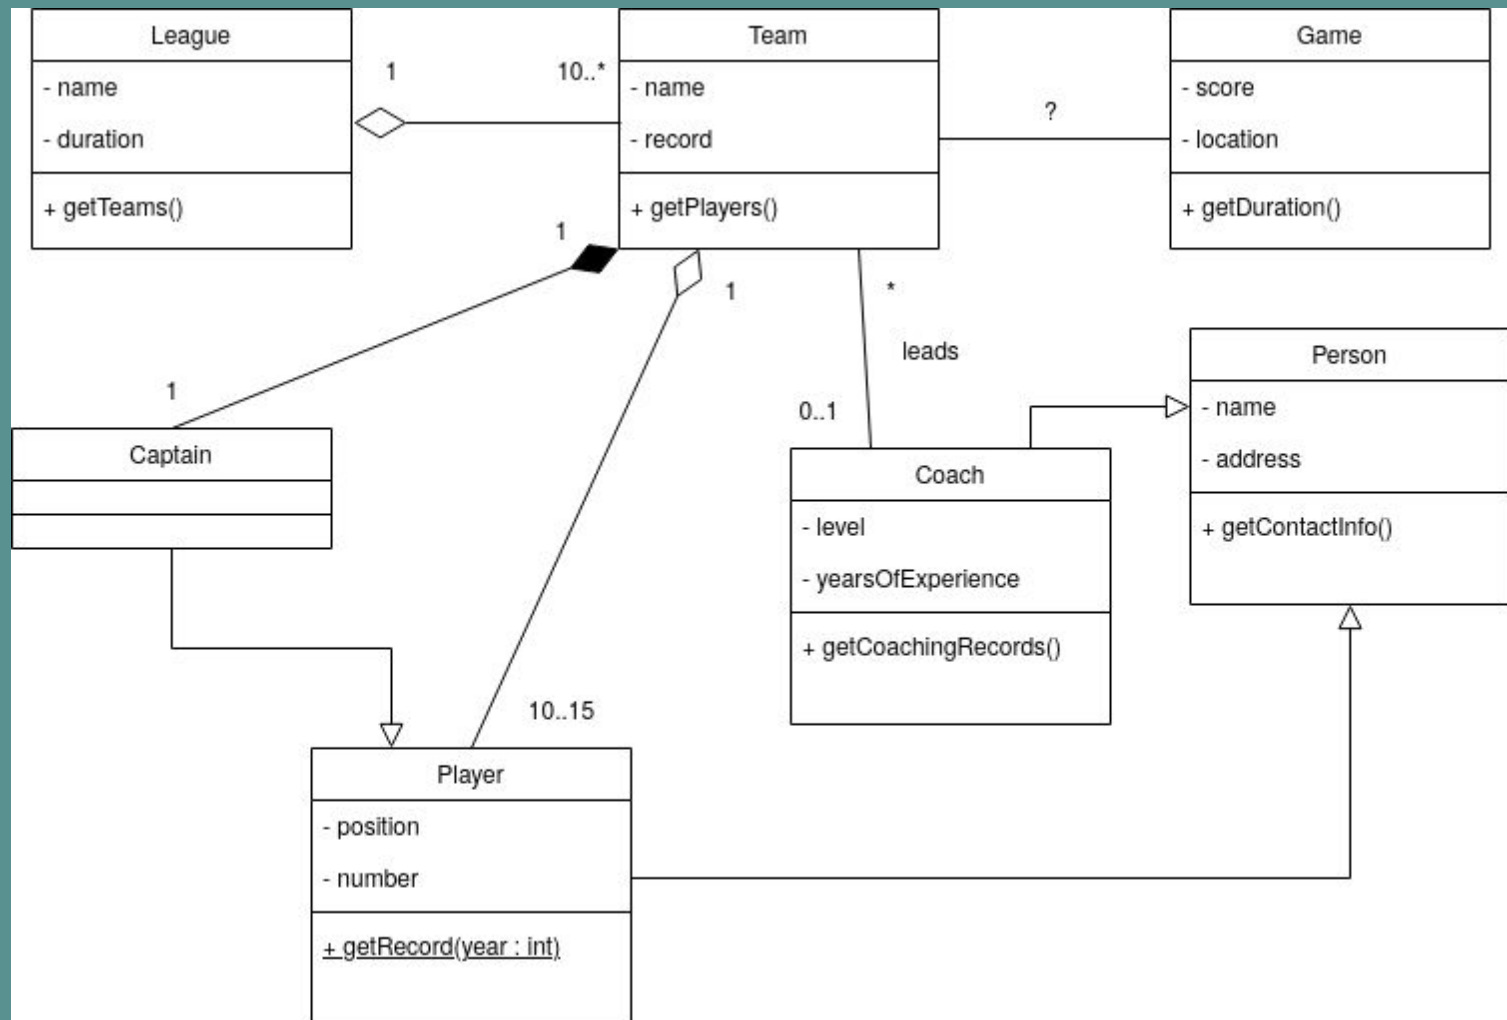 League
- name
- duration
+ getTeams()
1
10..*
Team
- name
- record
+ getPlayers()
?
Game
- score
- location
+ getDuration()
1
1
1
*
leads
0..1
10..15
Captain
Coach
- level
- yearsOfExperience
+ getCoachingRecords()
Person
- name
- address
+ getContactInfo()
Player
- position
- number
+ getRecord(year : int)